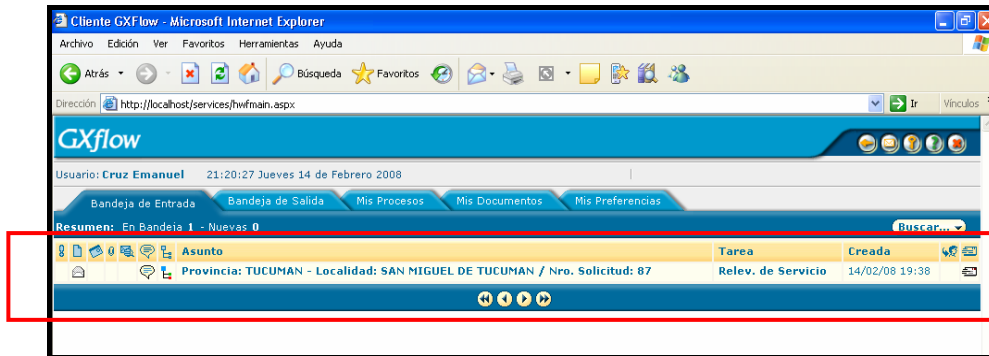 Cliente GXFlow - Microsoft Internet Explorer
Archivo Edición Ver Favoritos Herramientas Ayuda
Atrás Búsqueda Favoritos
Dirección http://localhost/services/hwfmain.aspx Ir Vínculos
GXflow
Usuario: Cruz Emanuel 21:20:27 Jueves 14 de Febrero 2008
Bandeja de Entrada Bandeja de Salida Mis Procesos Mis Documentos Mis Preferencias
Resumen: En Bandeja 1 - Nuevas 0 Buscar...
Asunto Tarea Creada
Provincia: TUCUMAN - Localidad: SAN MIGUEL DE TUCUMAN / Nro. Solicitud: 87 Relev. de Servicio 14/02/08 19:38